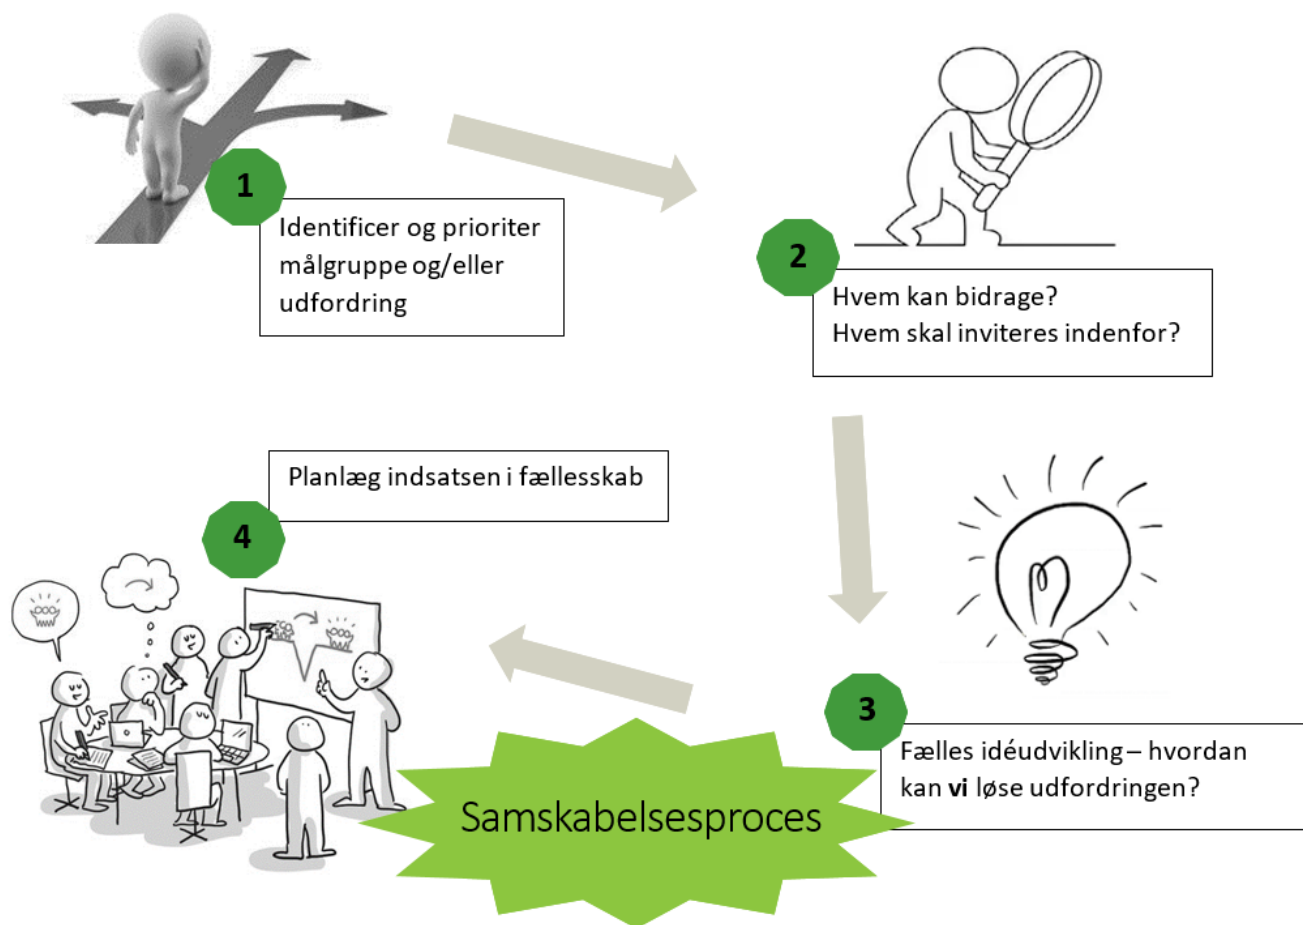 1
Identificer og prioriter
målgruppe og/eller
udfordring
2
Hvem kan bidrage?
Hvem skal inviteres indenfor?
3
Fælles idéudvikling – hvordan
kan vi løse udfordringen?
4
Planlæg indsatsen i fællesskab
Samskabelsesproces